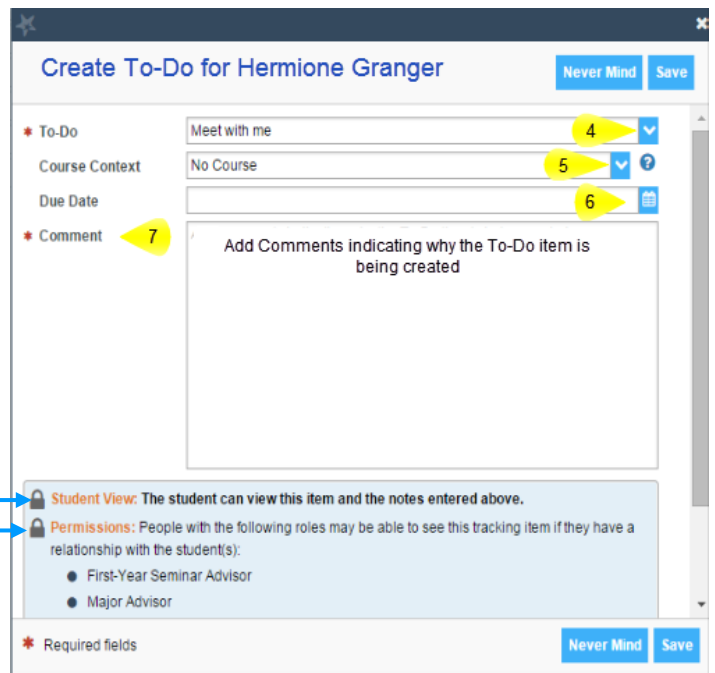 Create To-Do for Hermione Granger
Never Mind
Save
* To-Do
Meet with me
4
Course Context
No Course
5
Due Date
6
* Comment
7
Add Comments indicating why the To-Do item is
being created
Student View: The student can view this item and the notes entered above.
Permissions: People with the following roles may be able to see this tracking item if they have a
relationship with the student(s):
● First-Year Seminar Advisor
● Major Advisor
* Required fields
Never Mind
Save